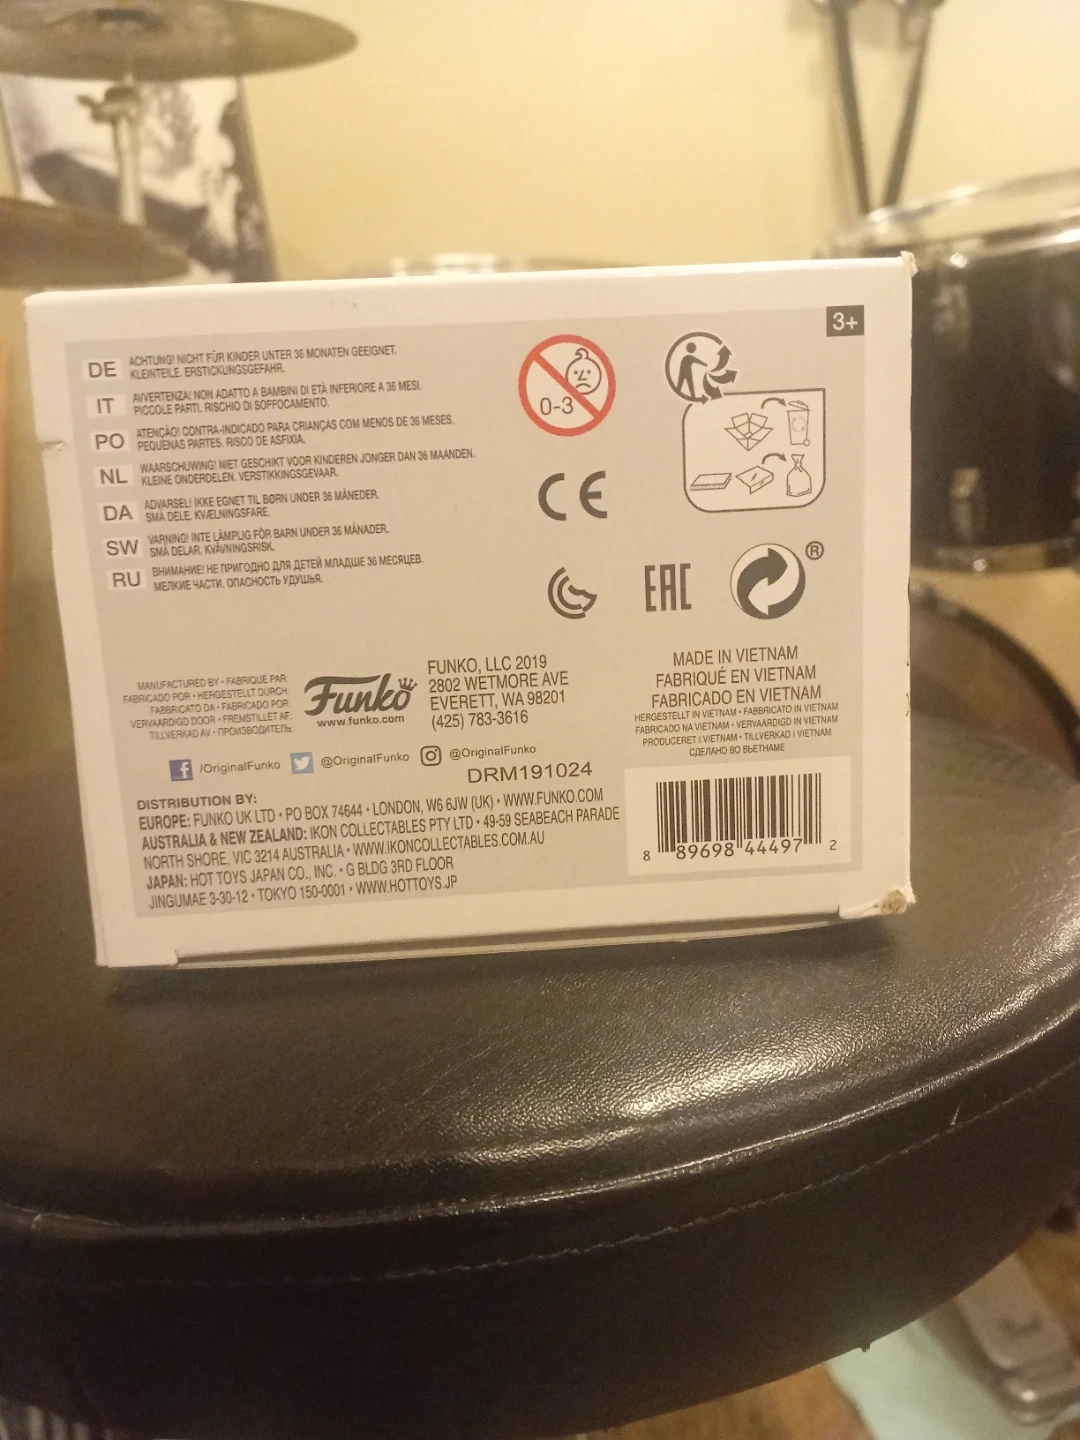 3+
DE ACHTUNG! NICHT FÜR KINDER UNTER 36 MONATEN GEEIGNET.
KLEINTEILE. ERSTICKUNGSGEFAHR.
IT AVVERTENZA! NON ADATTO A BAMBINI DI ETÀ INFERIORE A 36 MESI.
PICCOLE PARTI. RISCHIO DI SOFFOCAMENTO.
PO ATENÇÃO! CONTRA-INDICADO PARA CRIANÇAS COM MENOS DE 36 MESES.
PEQUENAS PARTES. RISCO DE ASFIXIA.
NL WAARSCHUWING! NIET GESCHIKT VOOR KINDEREN JONGER DAN 36 MAANDEN.
KLEINE ONDERDELEN. VERSTIKKINGSGEVAAR.
DA ADVARSEL! IKKE EGNET TIL BØRN UNDER 36 MÅNEDER.
SMÅ DELE. KVÆLNINGSFARE.
SW VARNING! INTE LÄMPLIG FÖR BARN UNDER 36 MÅNADER.
SMÅ DELAR. KVÄVNINGSRISK.
RU ВНИМАНИЕ! НЕ ПРИГОДНО ДЛЯ ДЕТЕЙ МЛАДШЕ 36 МЕСЯЦЕВ.
МЕЛКИЕ ЧАСТИ. ОПАСНОСТЬ УДУШЬЯ.
0-3
CE
EAC
®
MANUFACTURED BY • FABRIQUÉ PAR:
FABRICADO POR • HERGESTELLT DURCH:
FABBRICATO DA • FABRICADO POR:
VERVAARDIGD DOOR • FREMSTILLET AF:
TILLVERKAD AV • ПРОИЗВОДИТЕЛЬ:
Funko
www.funko.com
FUNKO, LLC 2019
2802 WETMORE AVE
EVERETT, WA 98201
(425) 783-3616
MADE IN VIETNAM
FABRIQUÉ EN VIETNAM
FABRICADO EN VIETNAM
HERGESTELLT IN VIETNAM • FABBRICATO IN VIETNAM
FABRICADO NA VIETNAM • VERVAARDIGD IN VIETNAM
PRODUCERET I VIETNAM • TILLVERKAD I VIETNAM
СДЕЛАНО ВО ВЬЕТНАМЕ
f /OriginalFunko @OriginalFunko @OriginalFunko
DRM191024
DISTRIBUTION BY:
EUROPE: FUNKO UK LTD • PO BOX 74644 • LONDON, W6 6JW (UK) • WWW.FUNKO.COM
AUSTRALIA & NEW ZEALAND: IKON COLLECTABLES PTY LTD • 49-59 SEABEACH PARADE
NORTH SHORE, VIC 3214 AUSTRALIA • WWW.IKONCOLLECTABLES.COM.AU
JAPAN: HOT TOYS JAPAN CO., INC. • G BLDG 3RD FLOOR
JINGUMAE 3-30-12 • TOKYO 150-0001 • WWW.HOTTOYS.JP
8 89698 44497 2